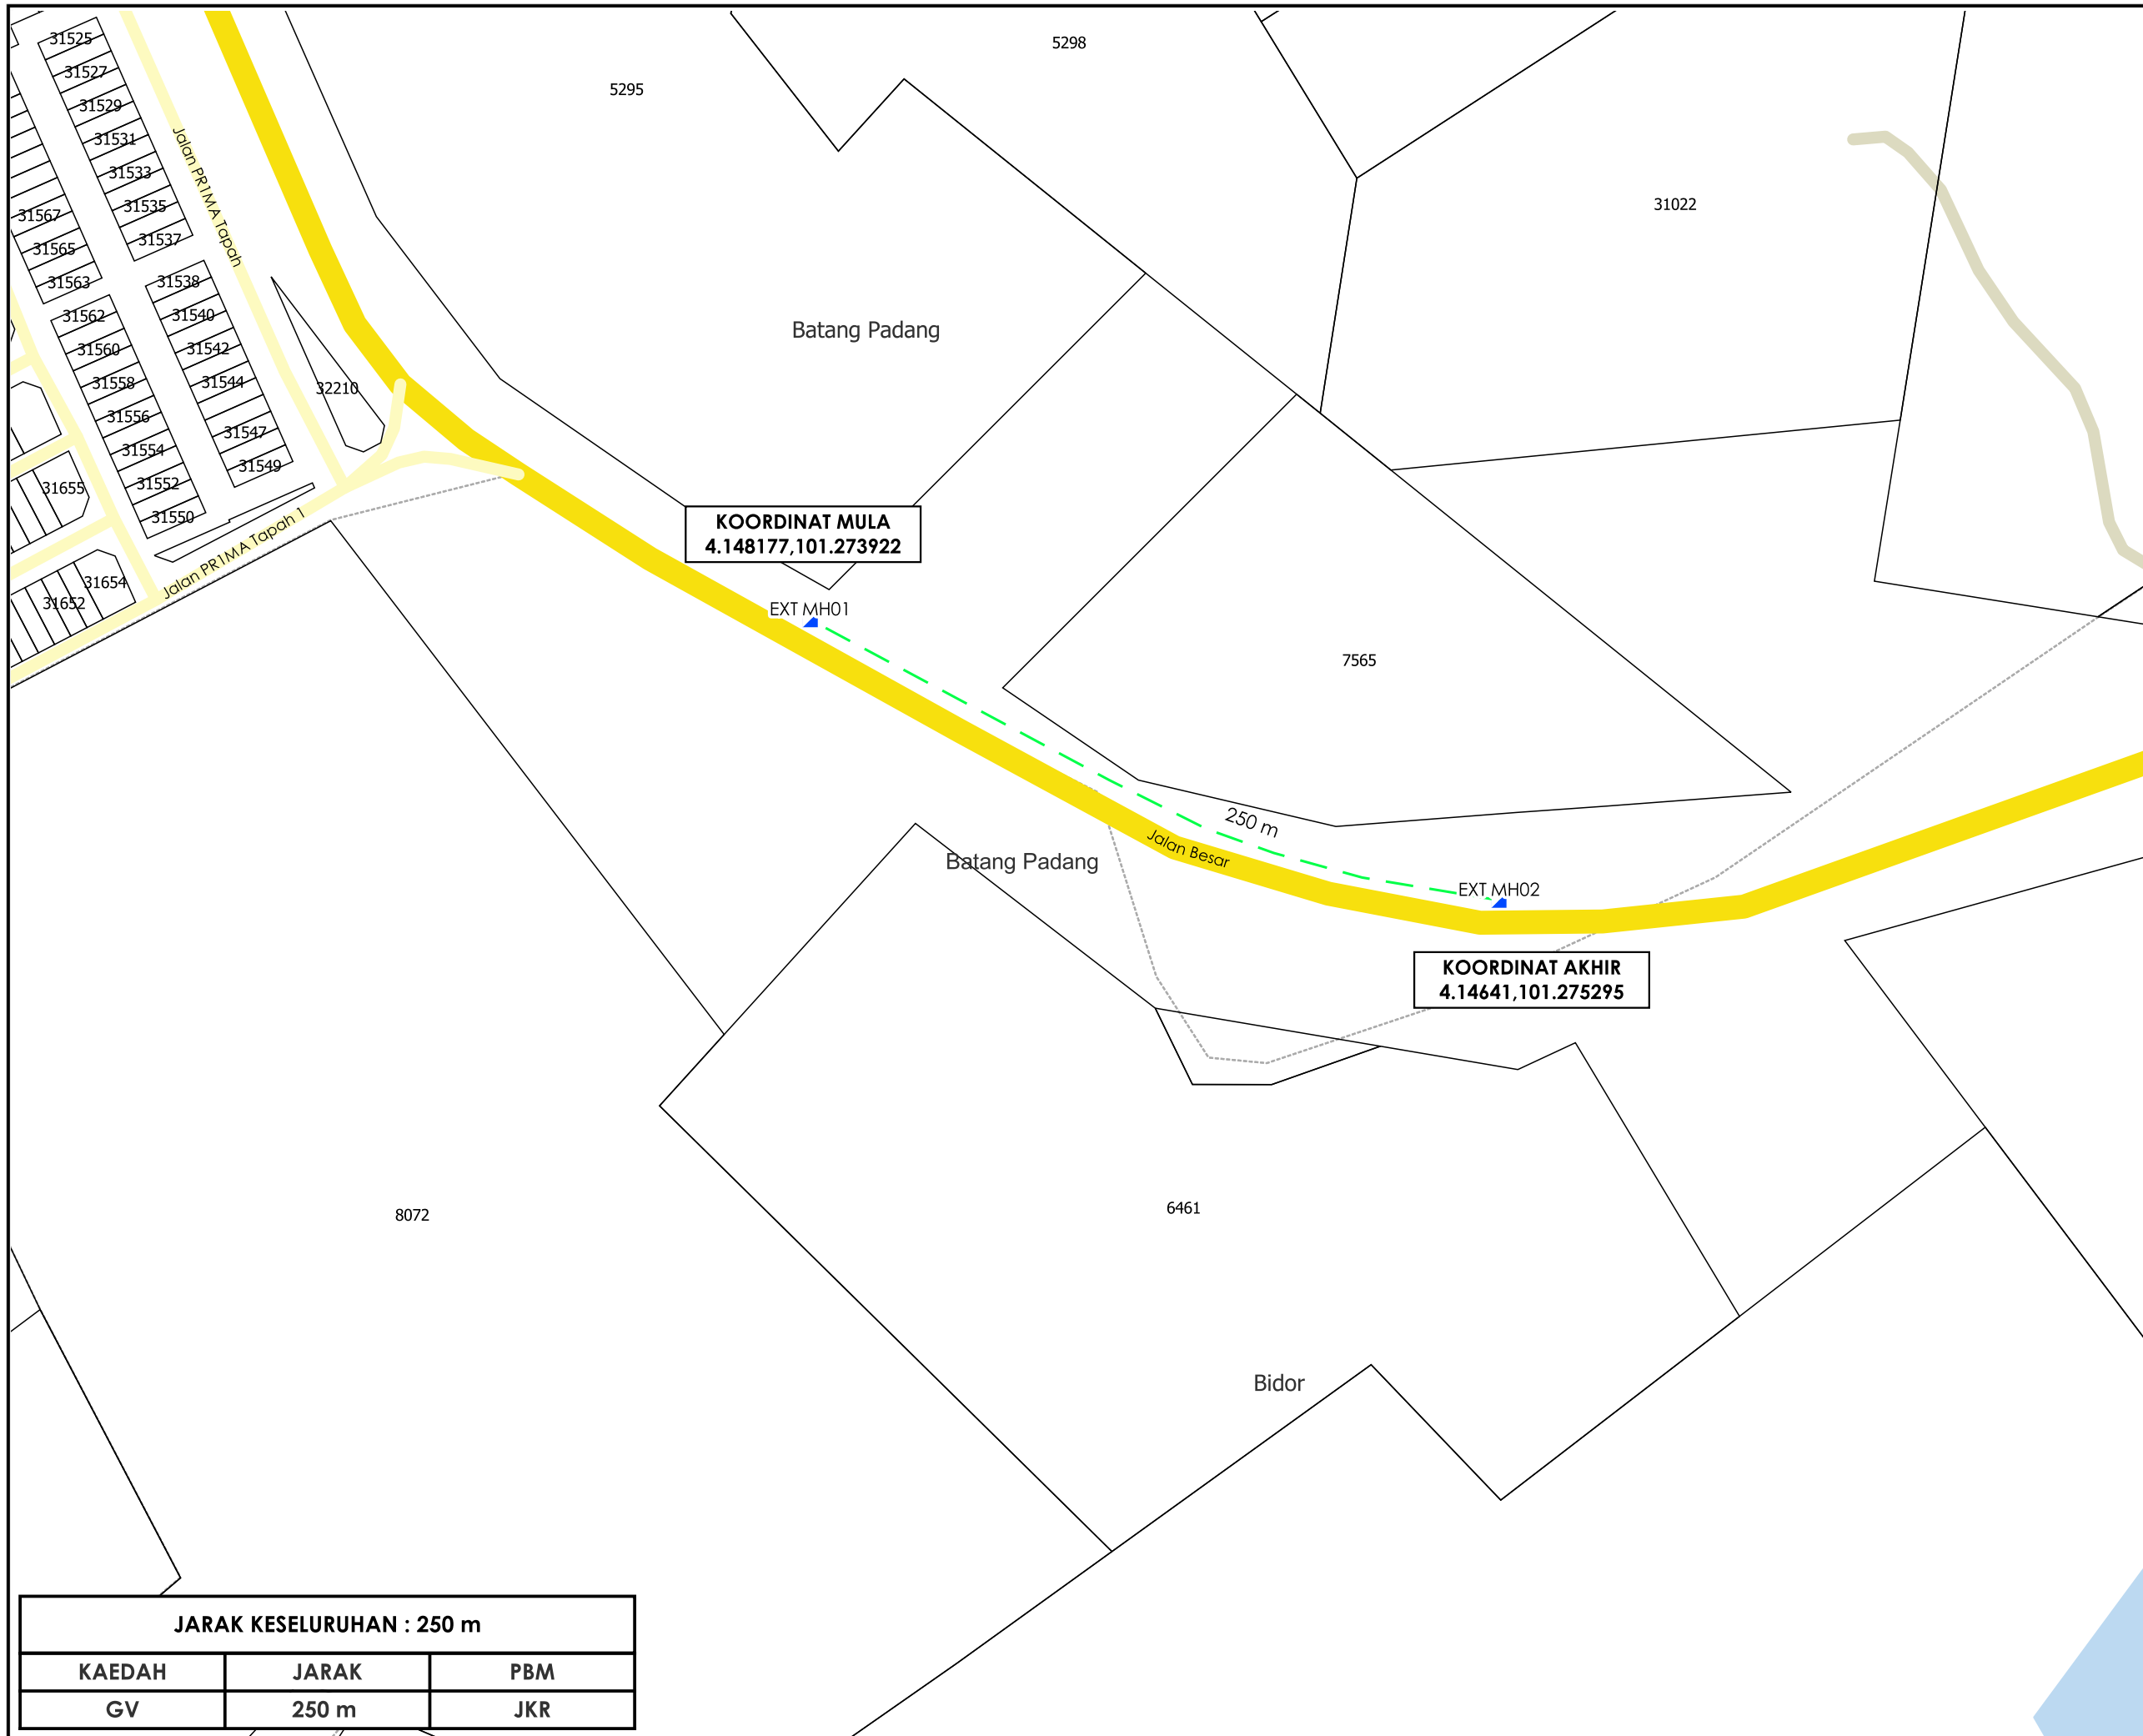 31525
5298
31527
5295
31529
31531
31533
31022
31535
31567
31537
31565
31563
31538
31562
31540
Jalan PR1MA Tapah
Batang Padang
31560
31542
31558
31544
32210
31556
31547
31554
31549
31552
31655
31550
KOORDINAT MULA
4.148177,101.273922
Jalan PR1MA Tapah 1
31654
31652
EXT MH01
7565
250 m
Jalan Besar
Batang Padang
EXT MH02
KOORDINAT AKHIR
4.14641,101.275295
6461
8072
Bidor
JARAK KESELURUHAN : 250 m
KAEDAH JARAK PBM
GV 250 m JKR